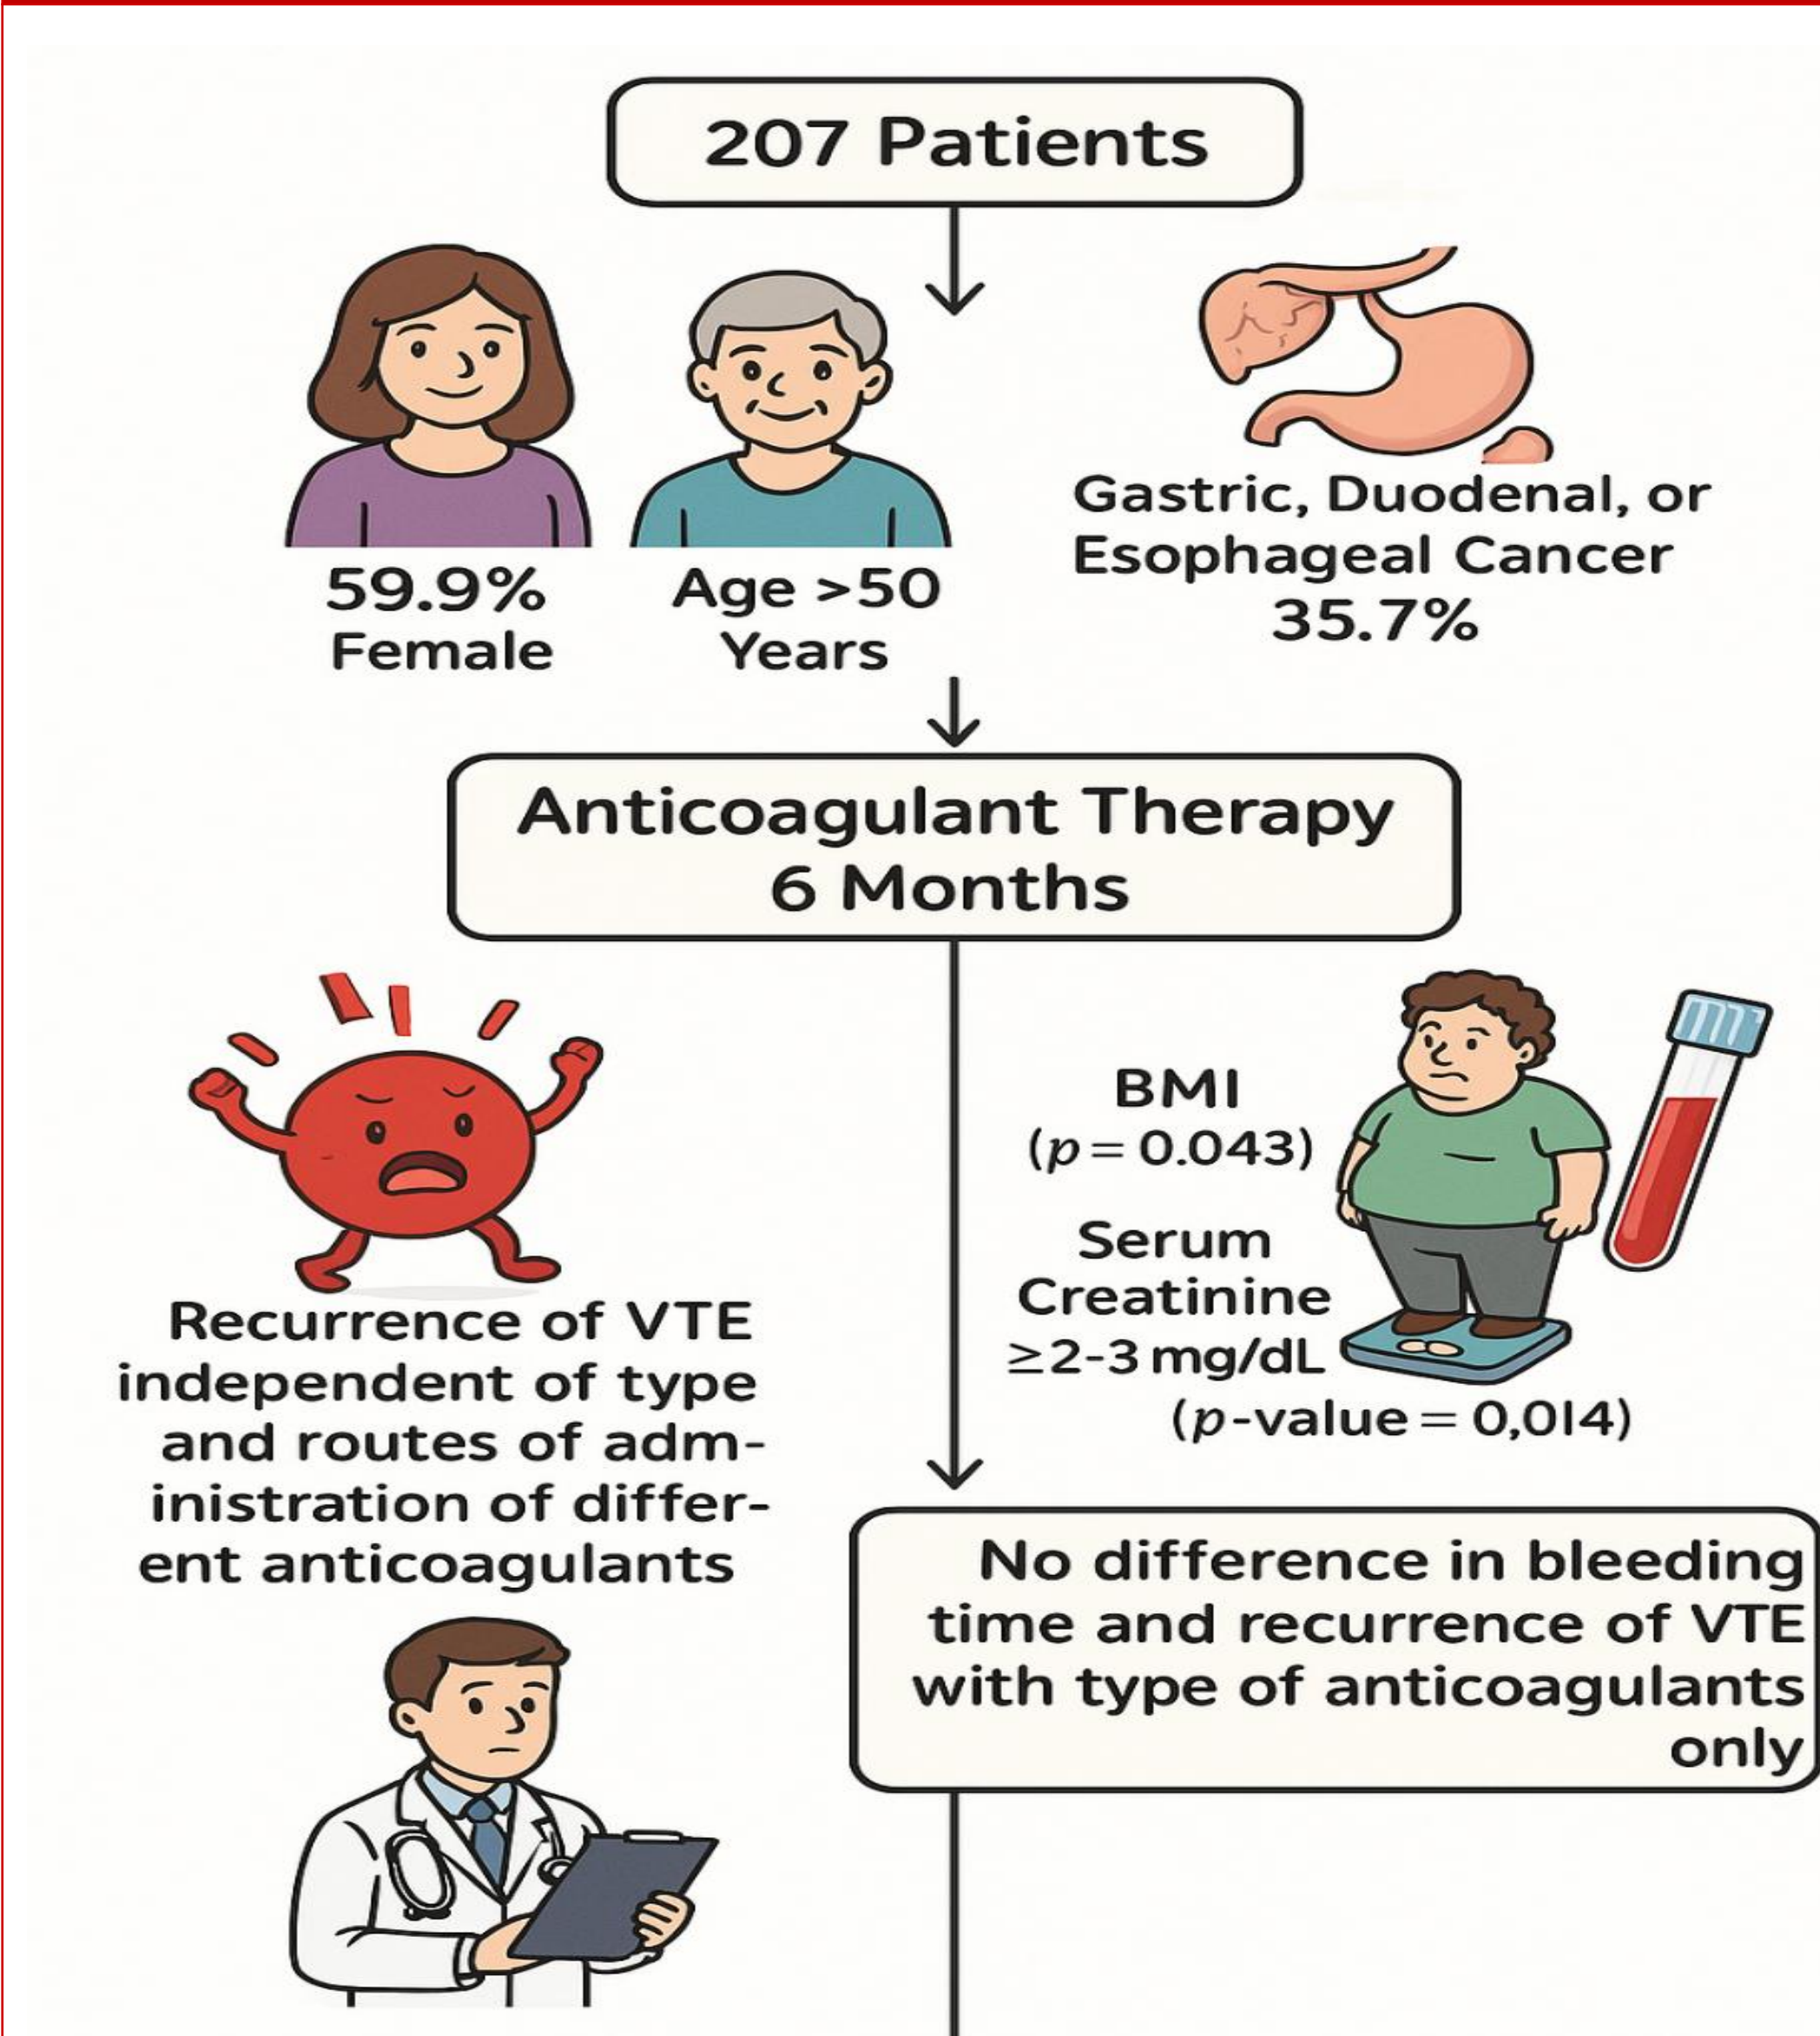 207 Patients
59.9%
Female
Age >50
Years
Gastric, Duodenal, or
Esophageal Cancer
35.7%
Anticoagulant Therapy
6 Months
Recurrence of VTE
independent of type
and routes of adm-
inistration of differ-
ent anticoagulants
BMI
(p = 0.043)
Serum
Creatinine
≥2-3 mg/dL
(p-value = 0,014)
No difference in bleeding
time and recurrence of VTE
with type of anticoagulants
only